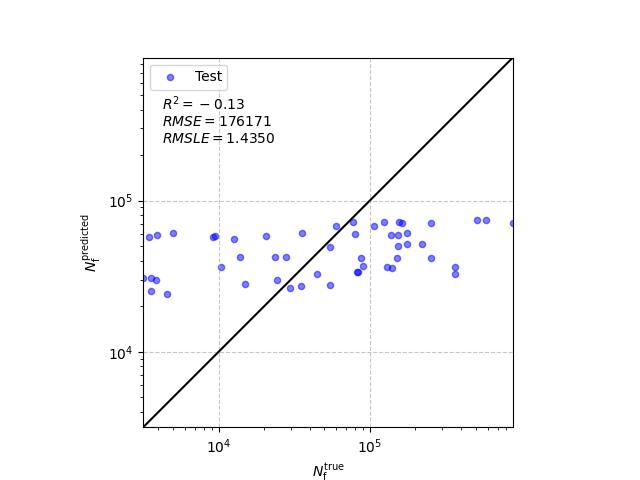 Test
R² = −0.13
RMSE = 176171
RMSLE = 1.4350
10⁵
10⁴
N_f^predicted
10⁴
10⁵
N_f^true